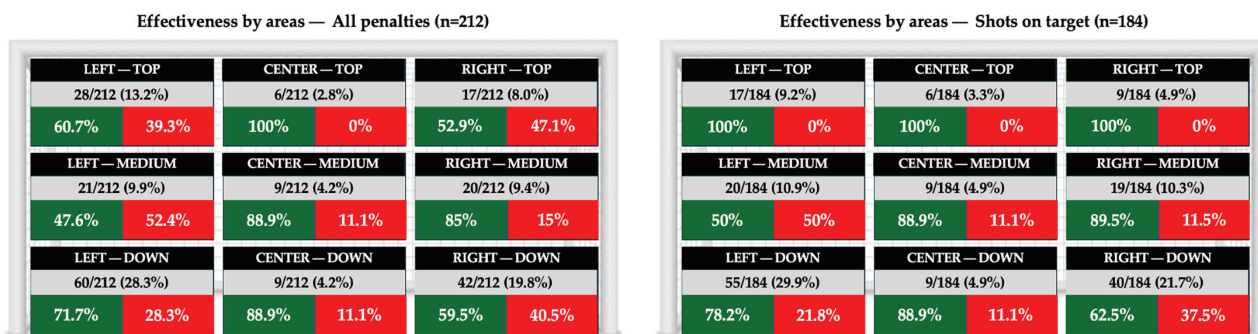 Effectiveness by areas — All penalties (n=212)
LEFT — TOP CENTER — TOP RIGHT — TOP
28/212 (13.2%) 6/212 (2.8%) 17/212 (8.0%)
60.7% 39.3% 100% 0% 52.9% 47.1%
LEFT — MEDIUM CENTER — MEDIUM RIGHT — MEDIUM
21/212 (9.9%) 9/212 (4.2%) 20/212 (9.4%)
47.6% 52.4% 88.9% 11.1% 85% 15%
LEFT — DOWN CENTER — DOWN RIGHT — DOWN
60/212 (28.3%) 9/212 (4.2%) 42/212 (19.8%)
71.7% 28.3% 88.9% 11.1% 59.5% 40.5%
Effectiveness by areas — Shots on target (n=184)
LEFT — TOP CENTER — TOP RIGHT — TOP
17/184 (9.2%) 6/184 (3.3%) 9/184 (4.9%)
100% 0% 100% 0% 100% 0%
LEFT — MEDIUM CENTER — MEDIUM RIGHT — MEDIUM
20/184 (10.9%) 9/184 (4.9%) 19/184 (10.3%)
50% 50% 88.9% 11.1% 89.5% 11.5%
LEFT — DOWN CENTER — DOWN RIGHT — DOWN
55/184 (29.9%) 9/184 (4.9%) 40/184 (21.7%)
78.2% 21.8% 88.9% 11.1% 62.5% 37.5%